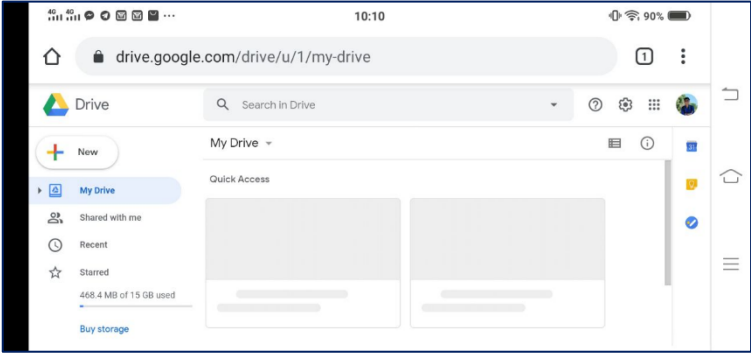 4G 4G 10:10 90%
drive.google.com/drive/u/1/my-drive 1
Drive Search in Drive
New My Drive
Quick Access
My Drive
Shared with me
Recent
Starred
468.4 MB of 15 GB used
Buy storage
31